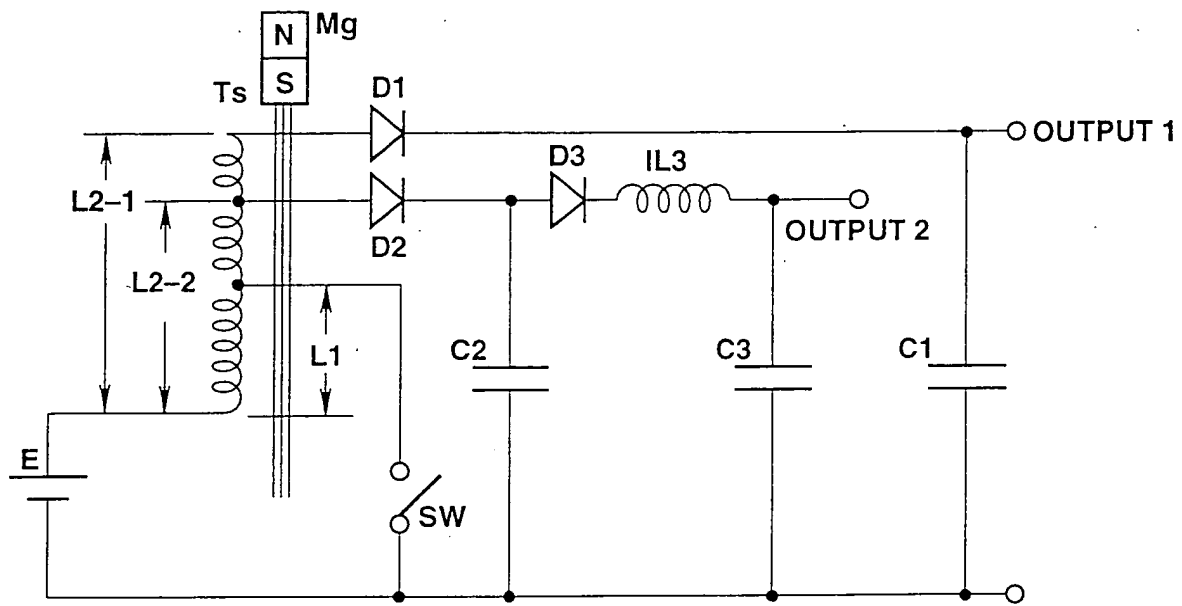 N Mg
S
Ts
D1
OUTPUT 1
D3
IL3
L2-1
D2
OUTPUT 2
L2-2
L1
C2
C3
C1
E
SW